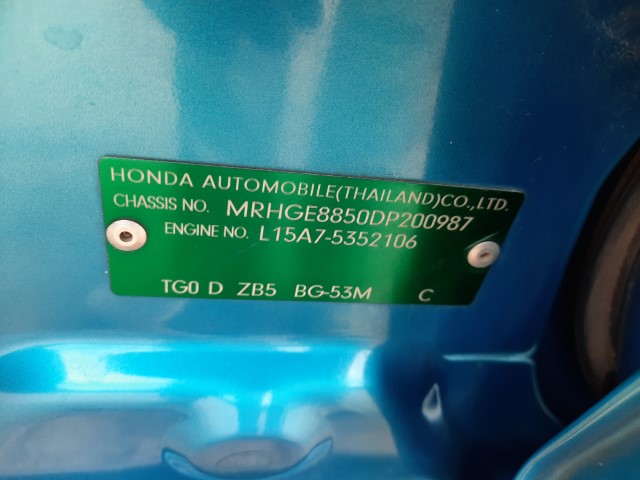 HONDA AUTOMOBILE(THAILAND)CO.,LTD.
CHASSIS NO. MRHGE8850DP200987
ENGINE NO. L15A7-5352106
TG0 D ZB5 BG-53M C